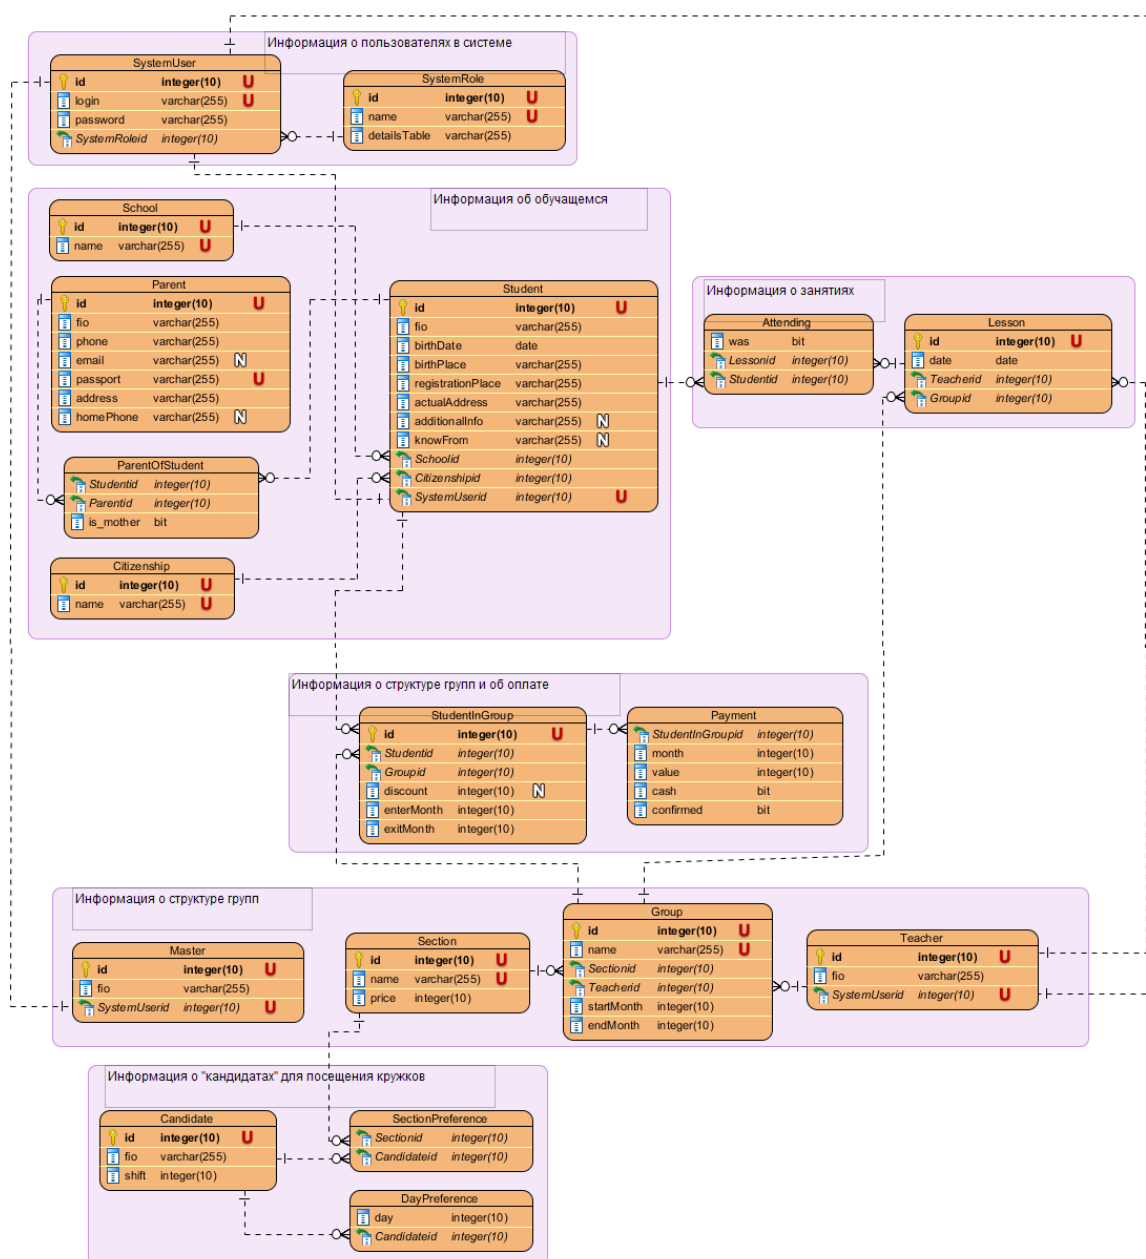 Информация о пользователях в системе
SystemUser
id integer(10) U
login varchar(255) U
password varchar(255)
SystemRoleid integer(10)
SystemRole
id integer(10) U
name varchar(255) U
detailsTable varchar(255)
Информация об обучащемся
School
id integer(10) U
name varchar(255) U
Parent
id integer(10) U
fio varchar(255)
phone varchar(255)
email varchar(255) N
passport varchar(255) U
address varchar(255)
homePhone varchar(255) N
ParentOfStudent
Studentid integer(10)
Parentid integer(10)
is_mother bit
Citizenship
id integer(10) U
name varchar(255) U
Student
id integer(10) U
fio varchar(255)
birthDate date
birthPlace varchar(255)
registrationPlace varchar(255)
actualAddress varchar(255)
additionalInfo varchar(255) N
knowFrom varchar(255) N
Schoolid integer(10)
Citizenshipid integer(10)
SystemUserid integer(10) U
Информация о занятиях
Attending
was bit
Lessonid integer(10)
Studentid integer(10)
Lesson
id integer(10) U
date date
Teacherid integer(10)
Groupid integer(10)
Информация о структуре групп и об оплате
StudentInGroup
id integer(10) U
Studentid integer(10)
Groupid integer(10)
discount integer(10) N
enterMonth integer(10)
exitMonth integer(10)
Payment
StudentInGroupid integer(10)
month integer(10)
value integer(10)
cash bit
confirmed bit
Информация о структуре групп
Master
id integer(10) U
fio varchar(255)
SystemUserid integer(10) U
Section
id integer(10) U
name varchar(255) U
price integer(10)
Group
id integer(10) U
name varchar(255) U
Sectionid integer(10)
Teacherid integer(10)
startMonth integer(10)
endMonth integer(10)
Teacher
id integer(10) U
fio varchar(255)
SystemUserid integer(10) U
Информация о "кандидатах" для посещения кружков
Candidate
id integer(10) U
fio varchar(255)
shift integer(10)
SectionPreference
Sectionid integer(10)
Candidateid integer(10)
DayPreference
day integer(10)
Candidateid integer(10)